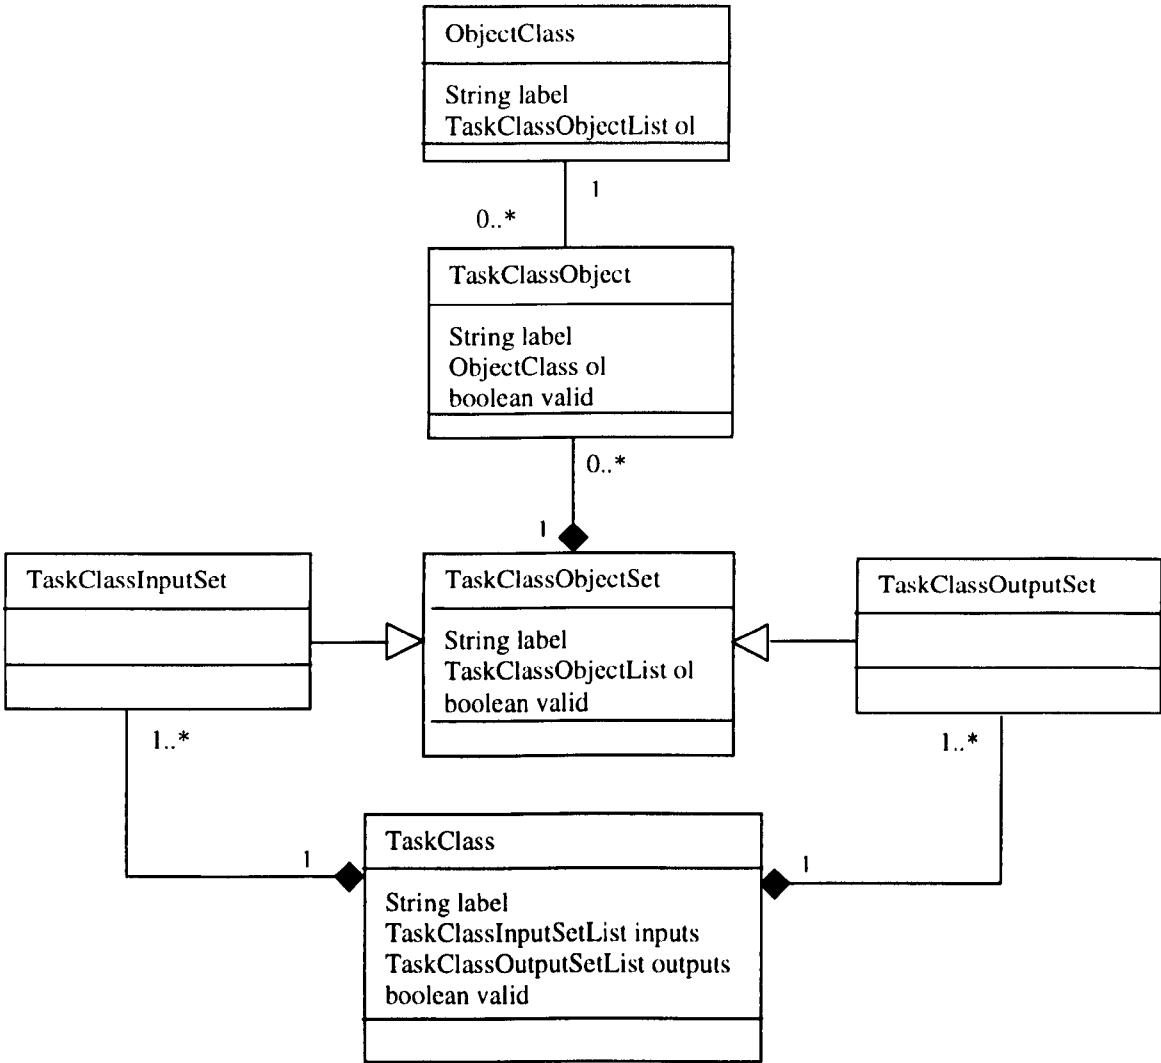 ObjectClass
String label
TaskClassObjectList ol
1
0..*
TaskClassObject
String label
ObjectClass ol
boolean valid
0..*
1
TaskClassInputSet
TaskClassObjectSet
String label
TaskClassObjectList ol
boolean valid
TaskClassOutputSet
1..*
1..*
TaskClass
1
1
String label
TaskClassInputSetList inputs
TaskClassOutputSetList outputs
boolean valid